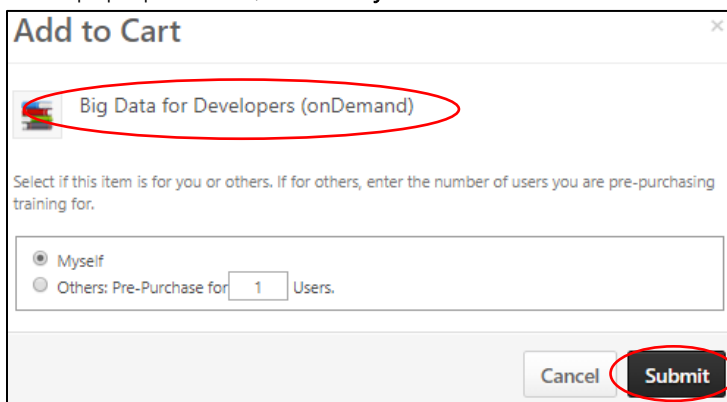 Add to Cart
×
Big Data for Developers (onDemand)
Select if this item is for you or others. If for others, enter the number of users you are pre-purchasing
training for.
Myself
Others: Pre-Purchase for 1 Users.
Cancel Submit